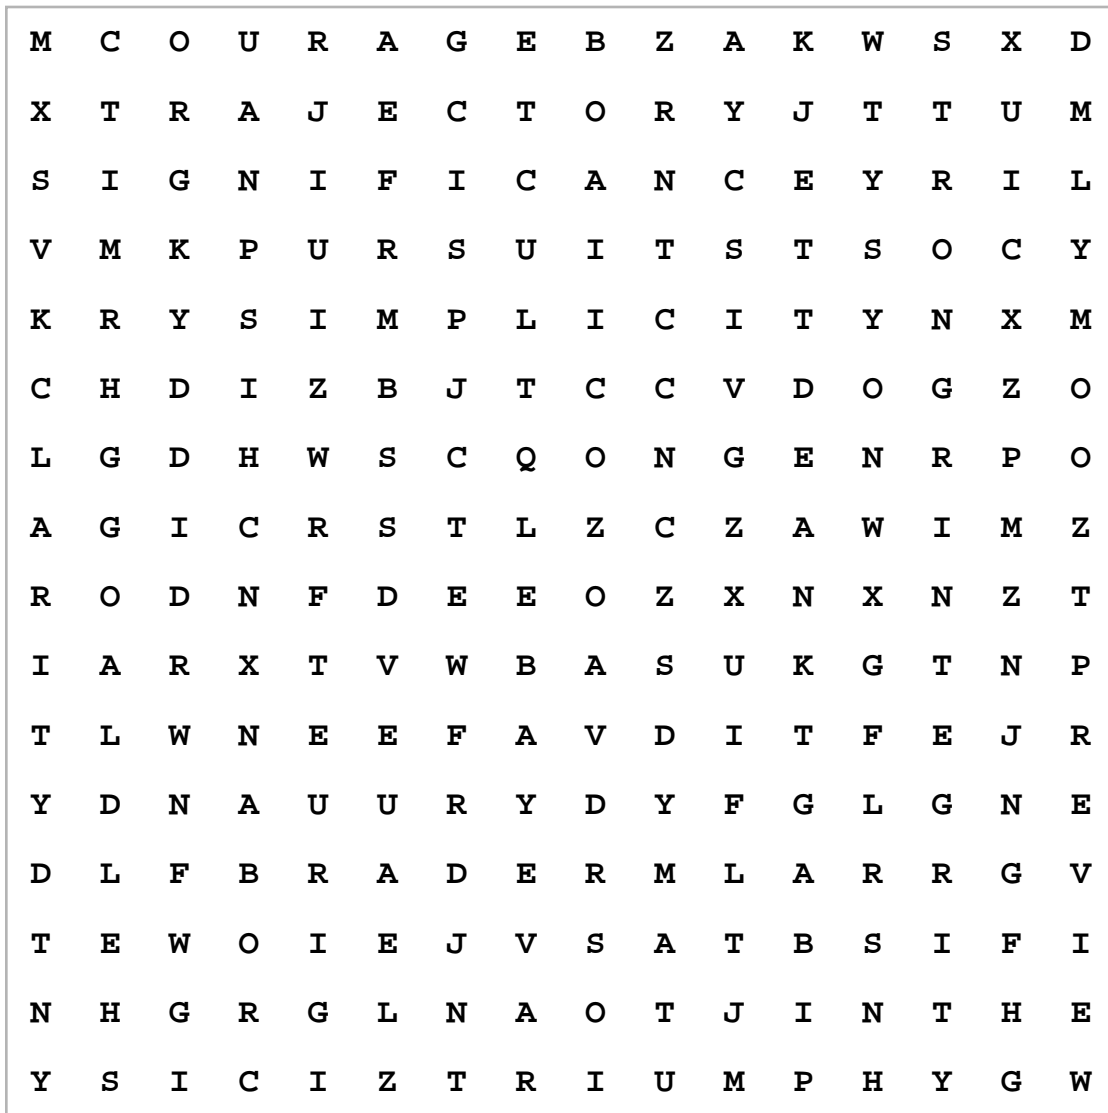 M C O U R A G E B Z A K W S X D
X T R A J E C T O R Y J T T U M
S I G N I F I C A N C E Y R I L
V M K P U R S U I T S T S O C Y
K R Y S I M P L I C I T Y N X M
C H D I Z B J T C C V D O G Z O
L G D H W S C Q O N G E N R P O
A G I C R S T L Z C Z A W I M Z
R O D N F D E E O Z X N X N Z T
I A R X T V W B A S U K G T N P
T L W N E E F A V D I T F E J R
Y D N A U U R Y D Y F G L G N E
D L F B R A D E R M L A R R G V
T E W O I E J V S A T B S I F I
N H G R G L N A O T J I N T H E
Y S I C I Z T R I U M P H Y G W